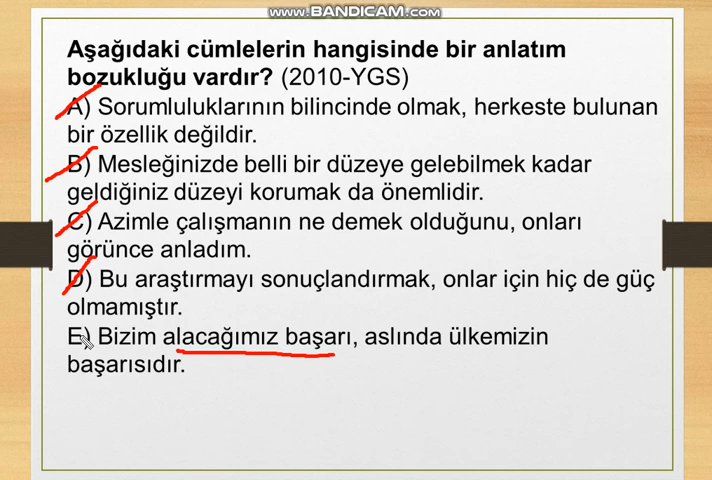 www.BANDICAM.com
Aşağıdaki cümlelerin hangisinde bir anlatım
bozukluğu vardır? (2010-YGS)
A) Sorumluluklarının bilincinde olmak, herkeste bulunan
bir özellik değildir.
B) Mesleğinizde belli bir düzeye gelebilmek kadar
geldiğiniz düzeyi korumak da önemlidir.
C) Azimle çalışmanın ne demek olduğunu, onları
görünce anladım.
D) Bu araştırmayı sonuçlandırmak, onlar için hiç de güç
olmamıştır.
E) Bizim alacağımız başarı, aslında ülkemizin
başarısıdır.